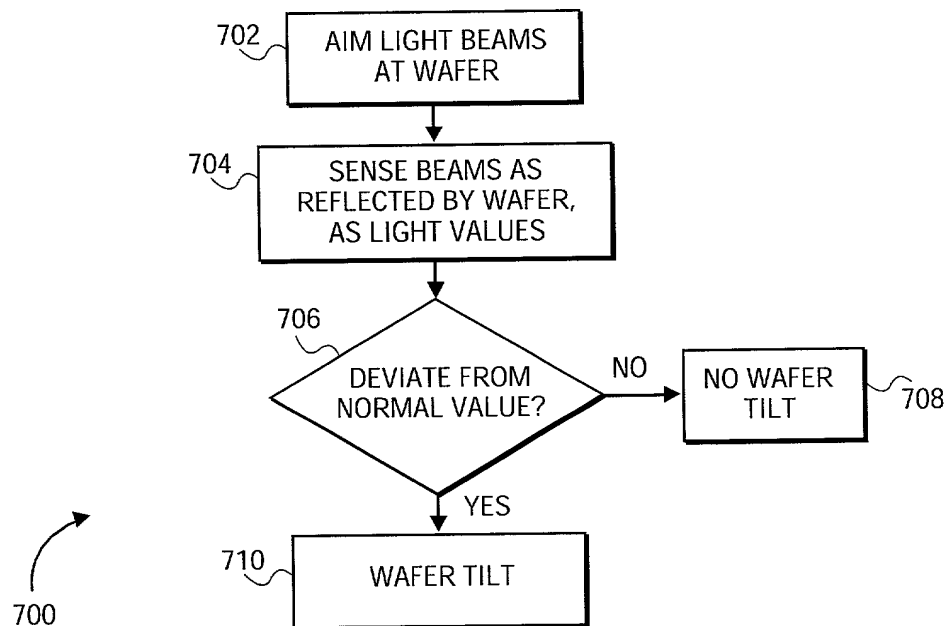 702
AIM LIGHT BEAMS
AT WAFER
704
SENSE BEAMS AS
REFLECTED BY WAFER,
AS LIGHT VALUES
706
DEVIATE FROM
NORMAL VALUE?
NO
NO WAFER
TILT
708
YES
710
WAFER TILT
700